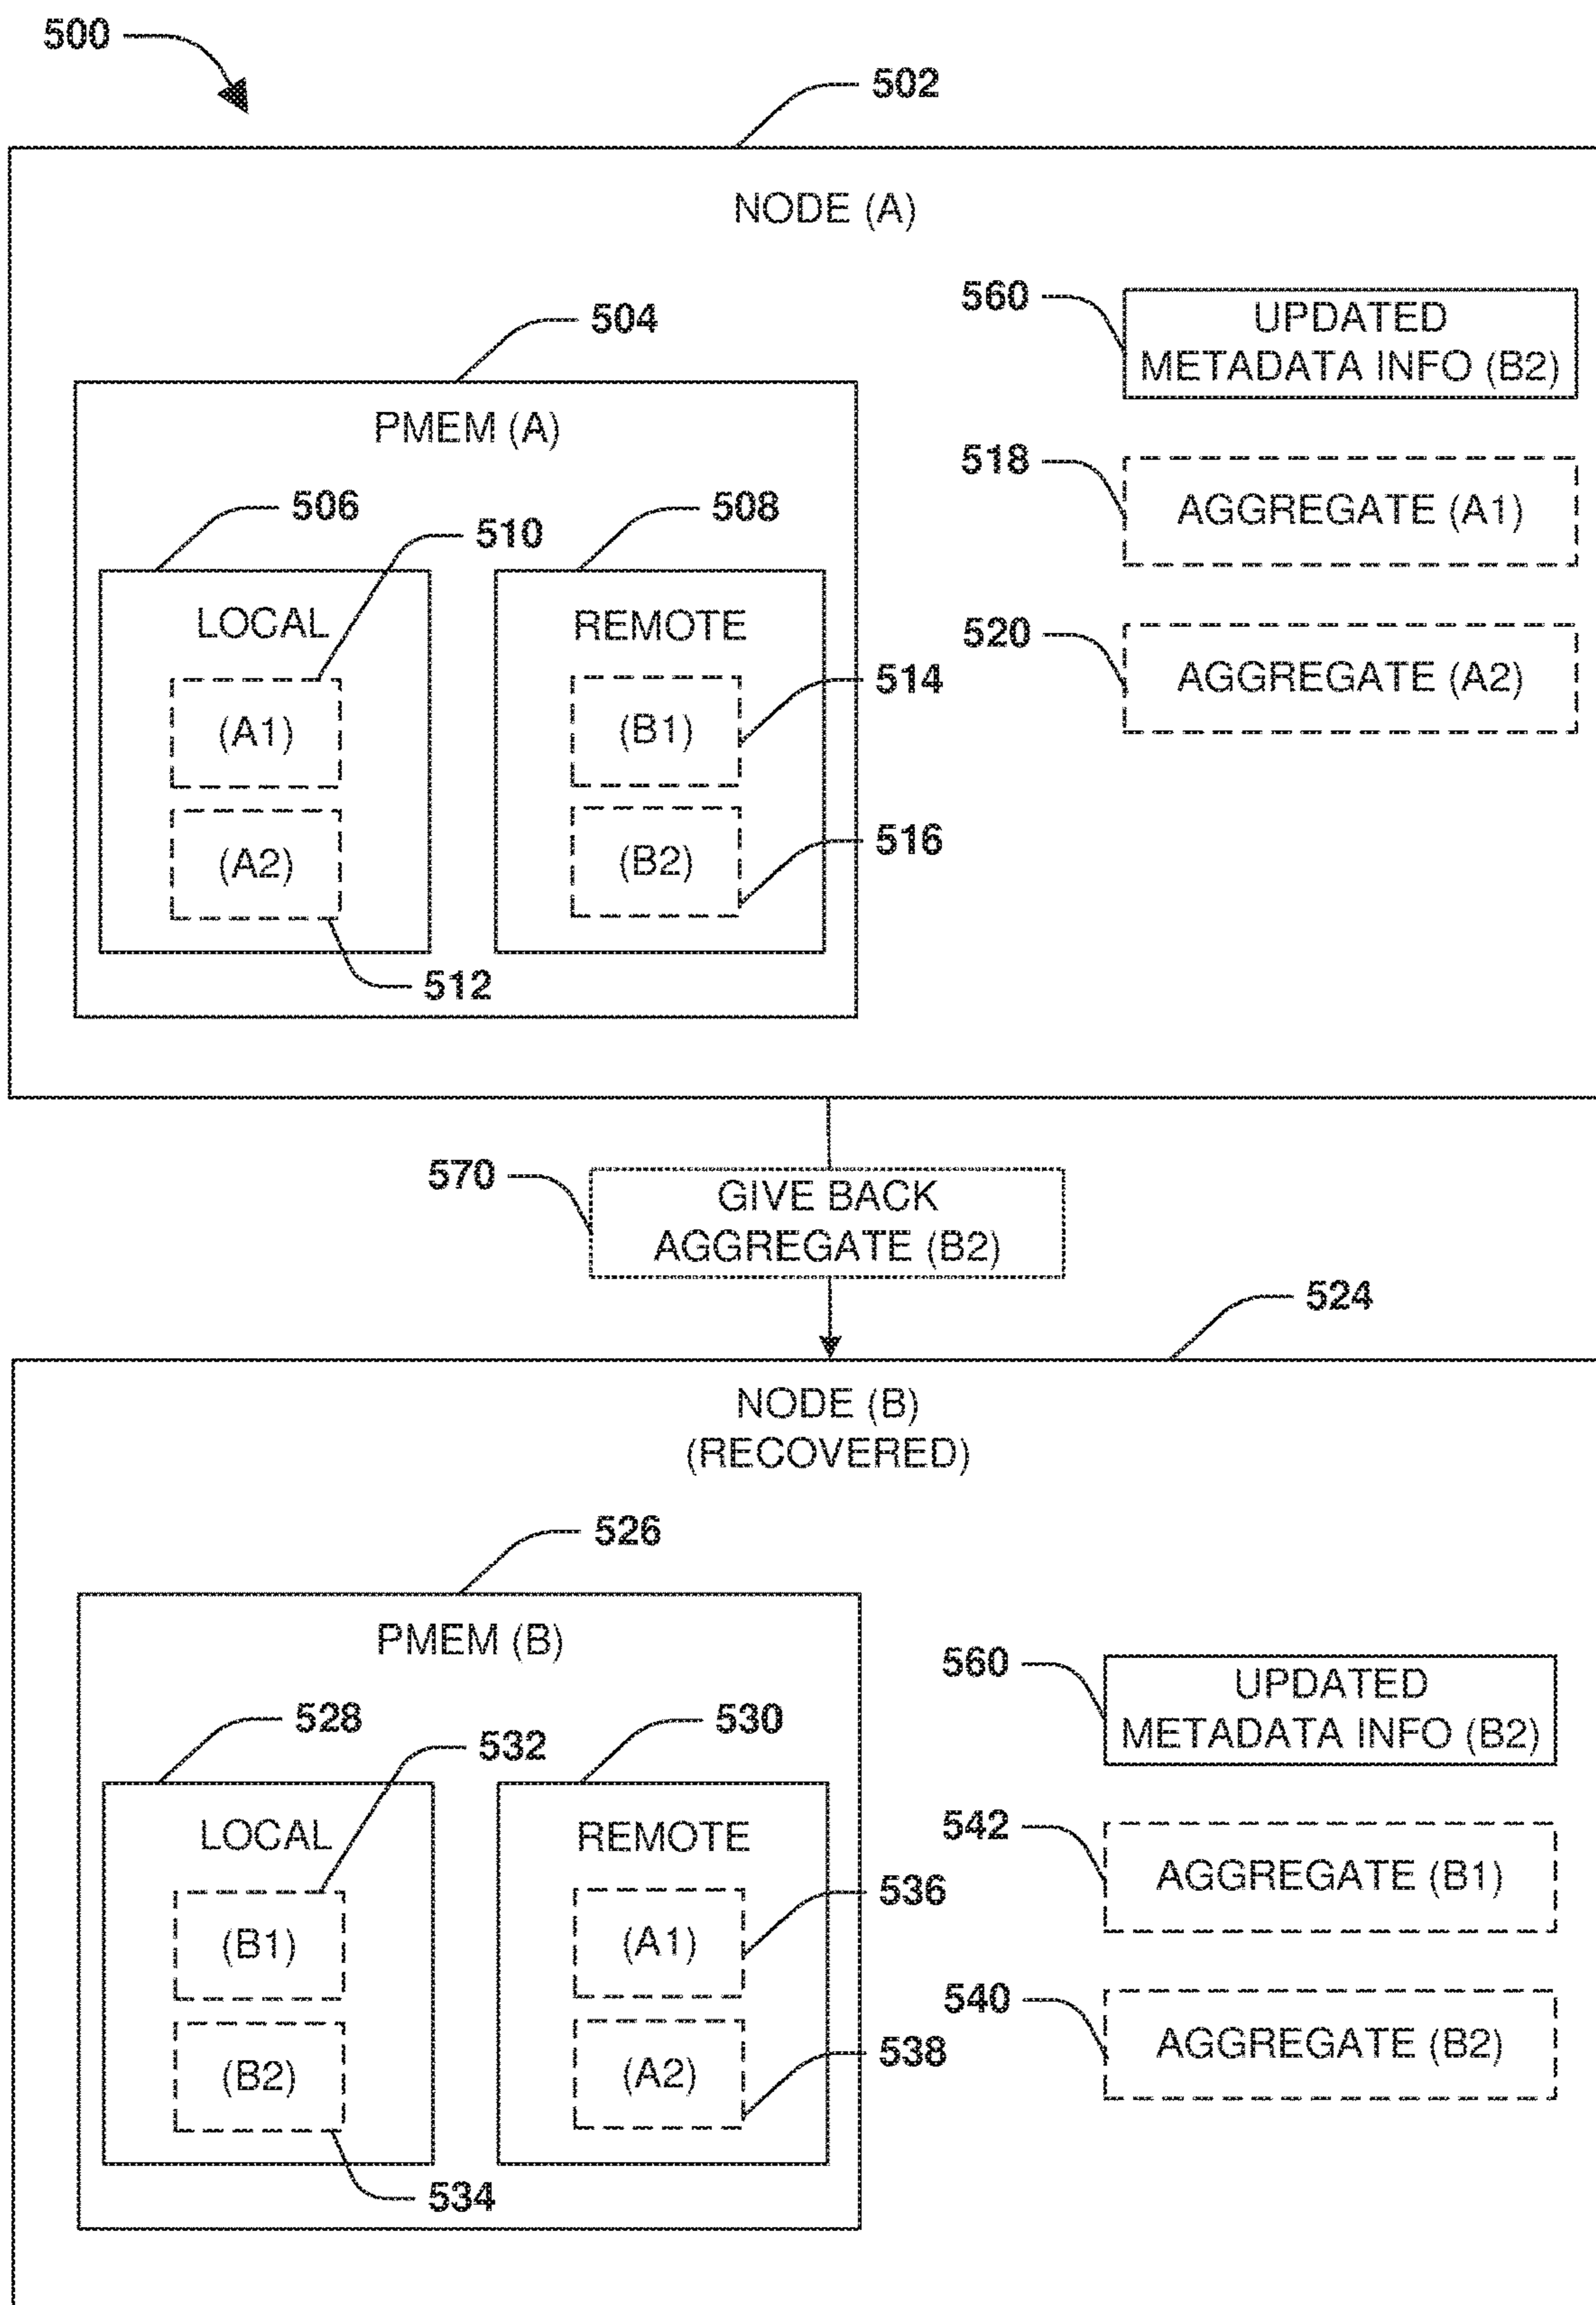 500
502
NODE (A)
560
UPDATED
METADATA INFO (B2)
504
PMEM (A)
518
AGGREGATE (A1)
506
510
508
LOCAL
REMOTE
520
AGGREGATE (A2)
514
(A1)
(B1)
516
(A2)
(B2)
512
570
GIVE BACK
AGGREGATE (B2)
524
NODE (B)
(RECOVERED)
526
PMEM (B)
560
UPDATED
METADATA INFO (B2)
528
532
530
LOCAL
REMOTE
542
AGGREGATE (B1)
536
(B1)
(A1)
540
AGGREGATE (B2)
538
(B2)
(A2)
534